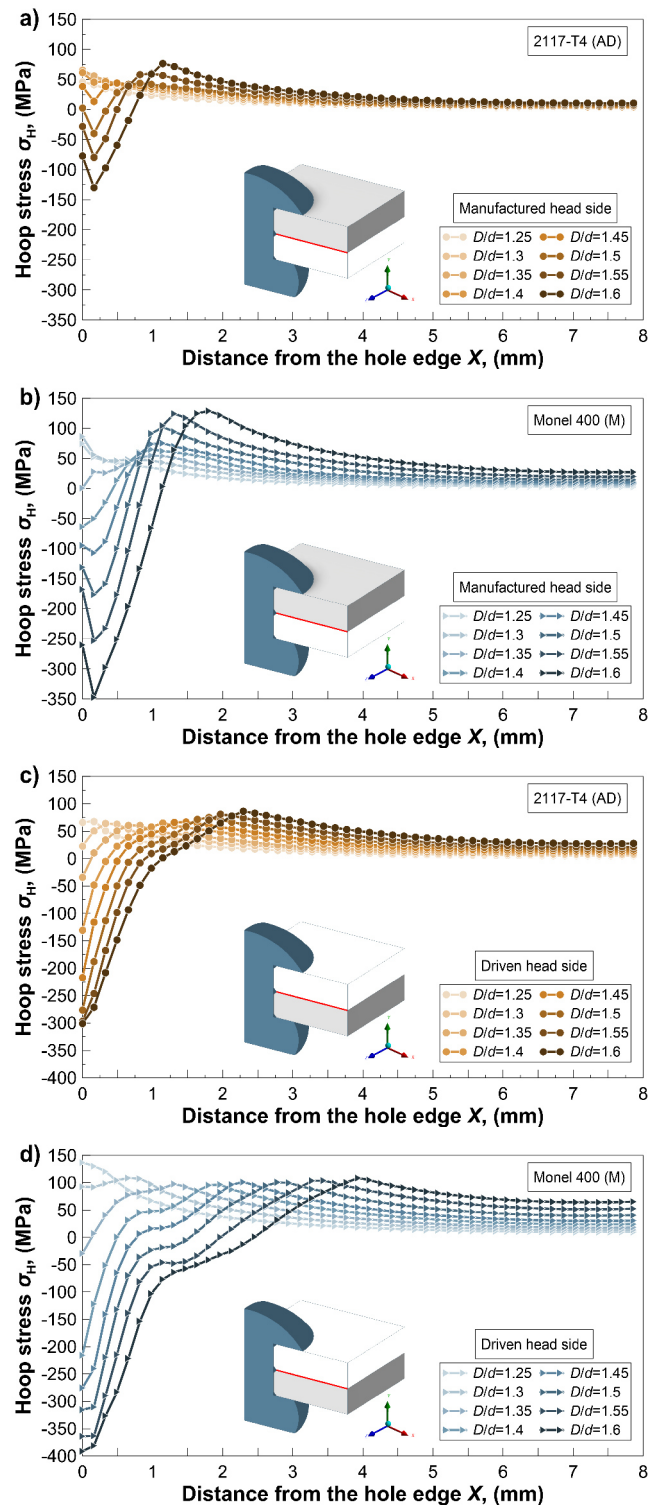 a)
2117-T4 (AD)
Hoop stress σH, (MPa)
150
100
50
0
-50
-100
-150
-200
-250
-300
-350
Manufactured head side
D/d=1.25 D/d=1.45
D/d=1.3 D/d=1.5
D/d=1.35 D/d=1.55
D/d=1.4 D/d=1.6
0 1 2 3 4 5 6 7 8
Distance from the hole edge X, (mm)
b)
Monel 400 (M)
Hoop stress σH, (MPa)
150
100
50
0
-50
-100
-150
-200
-250
-300
-350
Manufactured head side
D/d=1.25 D/d=1.45
D/d=1.3 D/d=1.5
D/d=1.35 D/d=1.55
D/d=1.4 D/d=1.6
0 1 2 3 4 5 6 7 8
Distance from the hole edge X, (mm)
c)
2117-T4 (AD)
Hoop stress σH, (MPa)
150
100
50
0
-50
-100
-150
-200
-250
-300
-350
-400
Driven head side
D/d=1.25 D/d=1.45
D/d=1.3 D/d=1.5
D/d=1.35 D/d=1.55
D/d=1.4 D/d=1.6
0 1 2 3 4 5 6 7 8
Distance from the hole edge X, (mm)
d)
Monel 400 (M)
Hoop stress σH, (MPa)
150
100
50
0
-50
-100
-150
-200
-250
-300
-350
-400
Driven head side
D/d=1.25 D/d=1.45
D/d=1.3 D/d=1.5
D/d=1.35 D/d=1.55
D/d=1.4 D/d=1.6
0 1 2 3 4 5 6 7 8
Distance from the hole edge X, (mm)